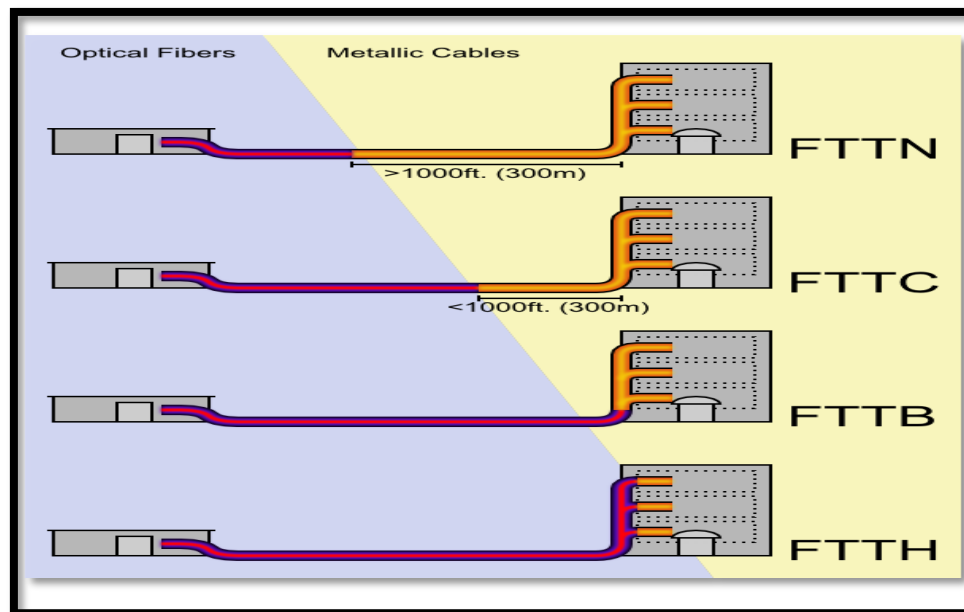 Optical Fibers
Metallic Cables
FTTN
>1000ft. (300m)
FTTC
<1000ft. (300m)
FTTB
FTTH